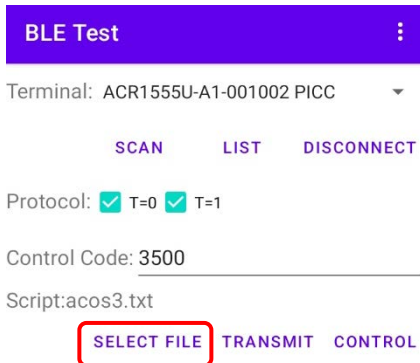 BLE Test
Terminal: ACR1555U-A1-001002 PICC
SCAN LIST DISCONNECT
Protocol: T=0 T=1
Control Code: 3500
Script:acos3.txt
SELECT FILE TRANSMIT CONTROL